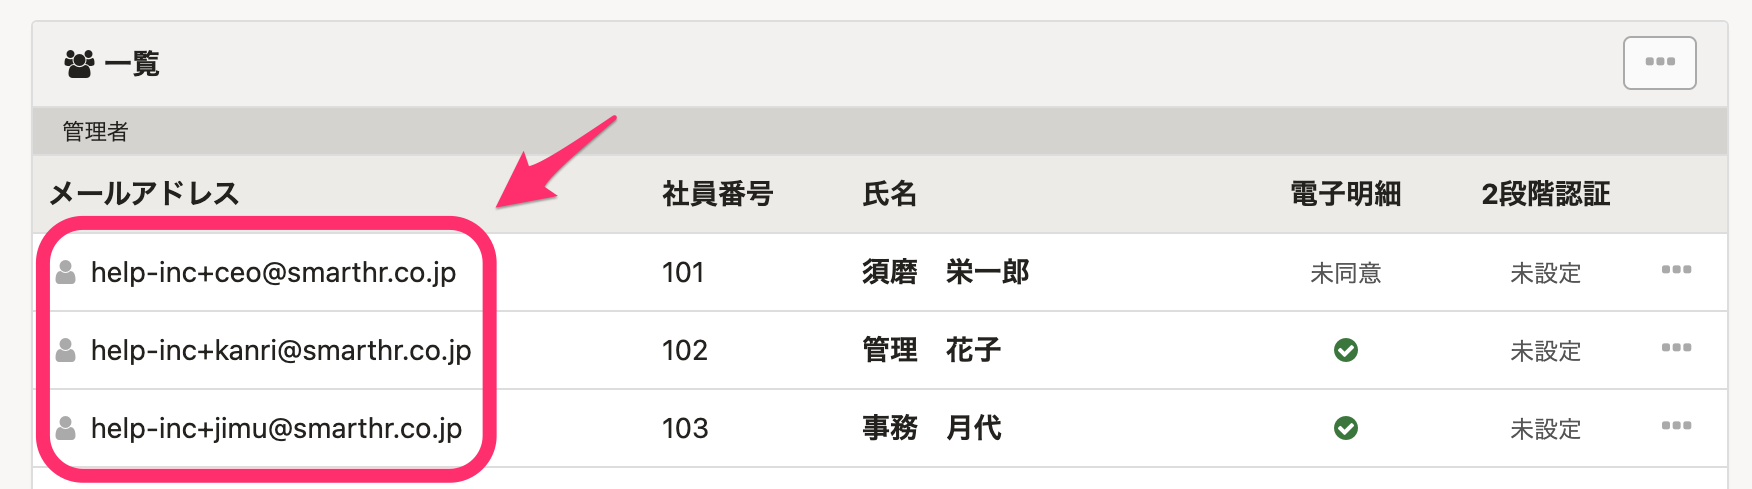 一覧
管理者
メールアドレス 社員番号 氏名 電子明細 2段階認証
help-inc+ceo@smarthr.co.jp 101 須磨　栄一郎 未同意 未設定
help-inc+kanri@smarthr.co.jp 102 管理　花子 未設定
help-inc+jimu@smarthr.co.jp 103 事務　月代 未設定